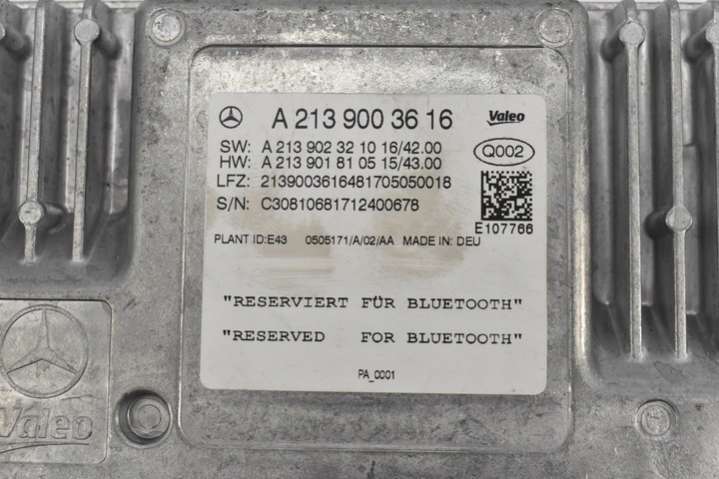 A 213 900 36 16 Valeo
SW: A 213 902 32 10 16/42.00
HW: A 213 901 81 05 15/43.00
Q002
LFZ: 2139003616481705050018
S/N: C30810681712400678
E107766
PLANT ID:E43 0505171/A/02/AA MADE IN: DEU
"RESERVIERT FÜR BLUETOOTH"
"RESERVED FOR BLUETOOTH"
PA_0001
Valeo